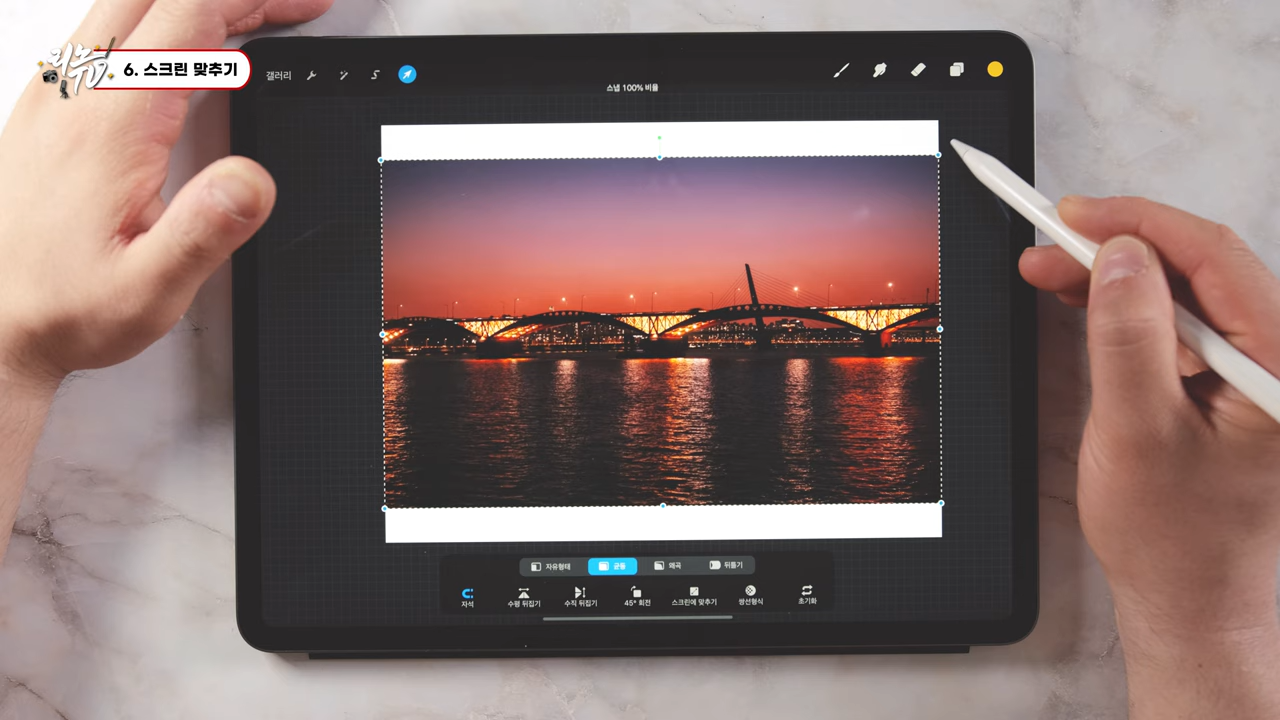 리뉴
6. 스크린 맞추기
갤러리
스냅 100% 비율
자유형태 균등 왜곡 뒤틀기
자석 수평 뒤집기 수직 뒤집기 45° 회전 스크린에 맞추기 쌍선형식 초기화